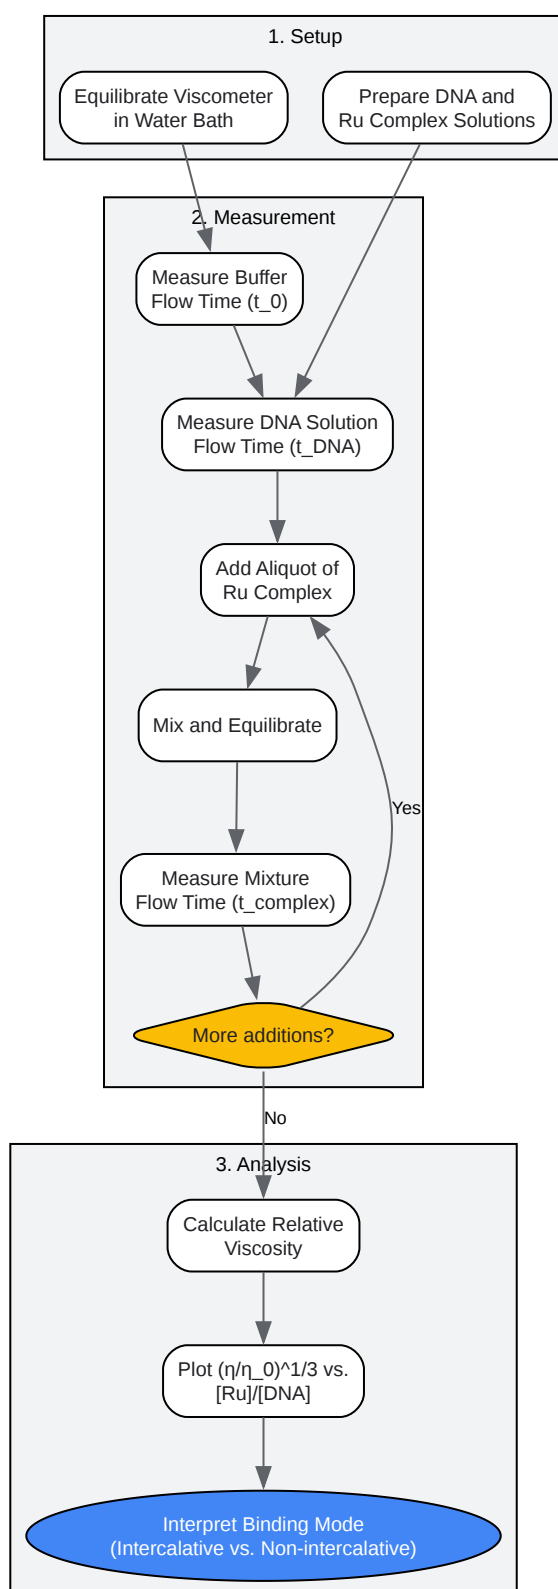 1. Setup
Equilibrate Viscometer
in Water Bath
Prepare DNA and
Ru Complex Solutions
2. Measurement
Measure Buffer
Flow Time (t_0)
Measure DNA Solution
Flow Time (t_DNA)
Add Aliquot of
Ru Complex
Mix and Equilibrate
Yes
Measure Mixture
Flow Time (t_complex)
More additions?
No
3. Analysis
Calculate Relative
Viscosity
Plot (η/η_0)^1/3 vs.
[Ru]/[DNA]
Interpret Binding Mode
(Intercalative vs. Non-intercalative)